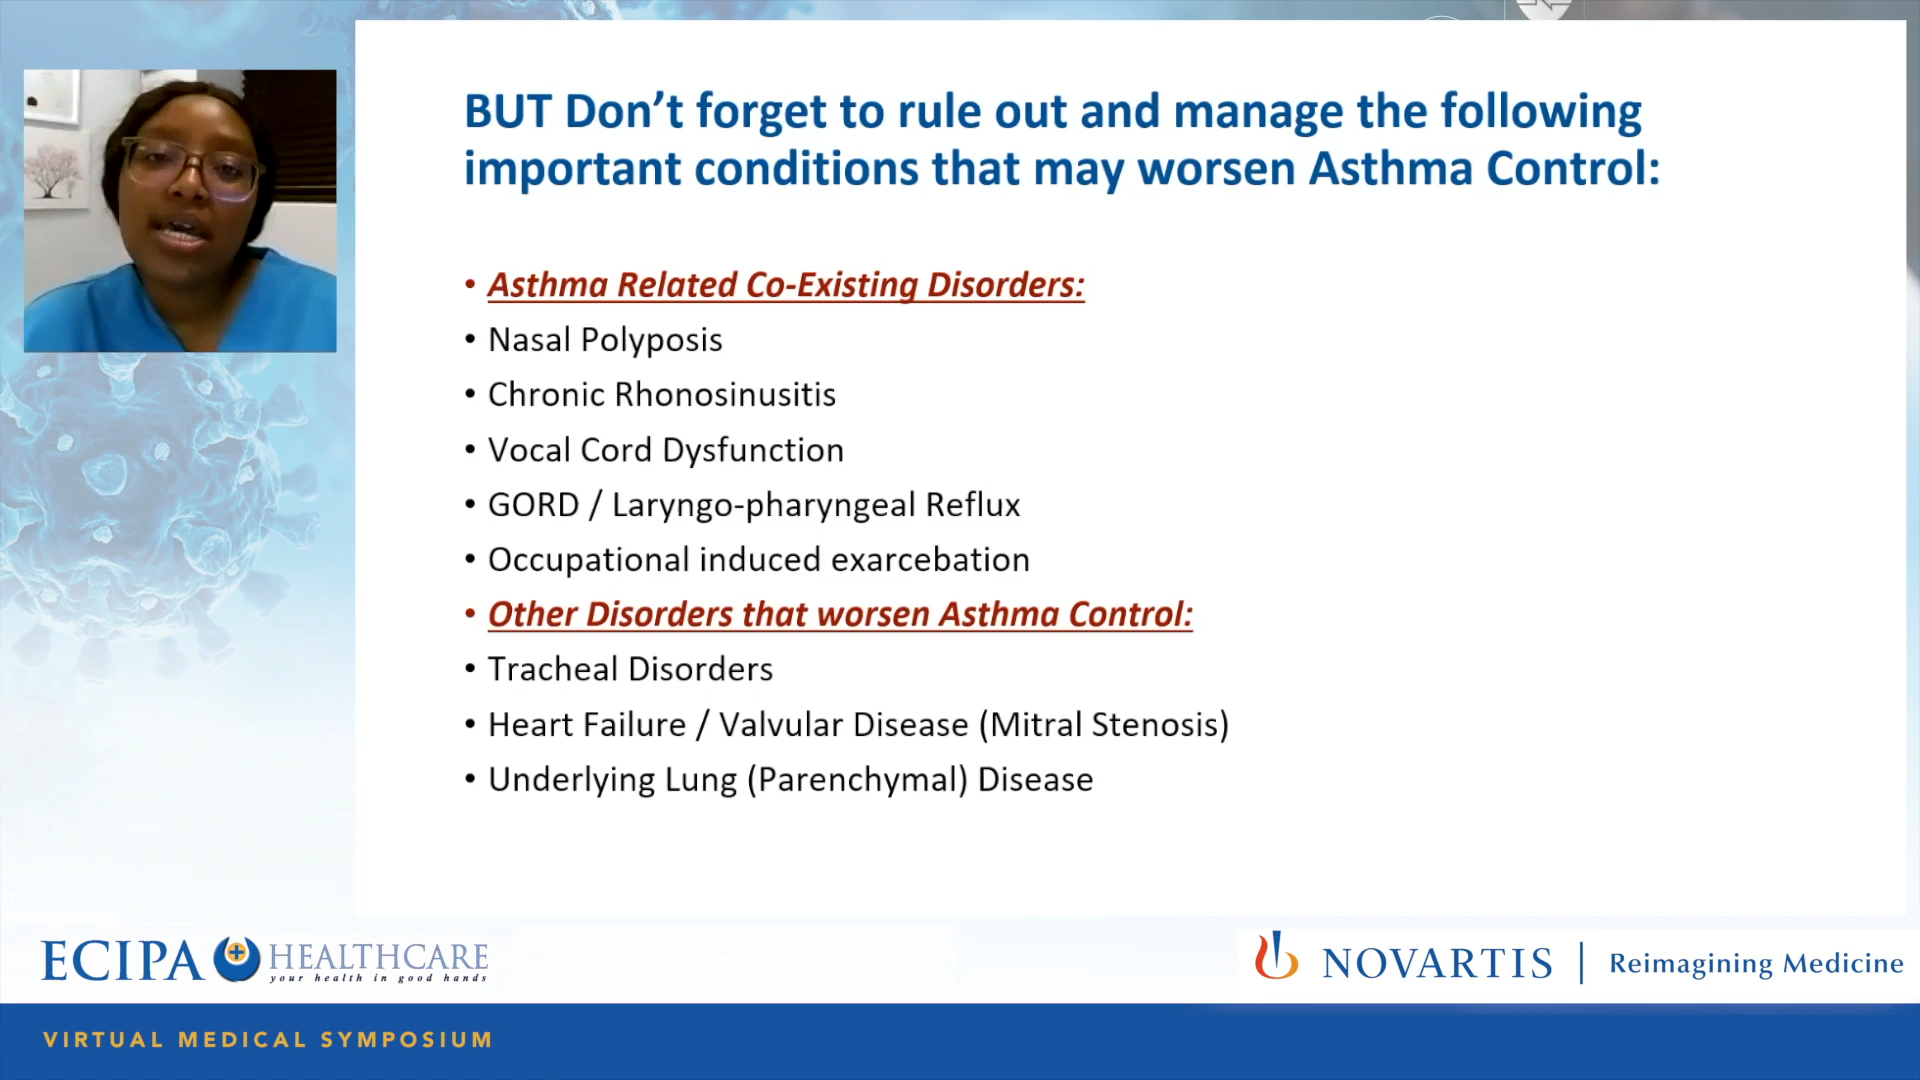 BUT Don’t forget to rule out and manage the following
important conditions that may worsen Asthma Control:
• Asthma Related Co-Existing Disorders:
• Nasal Polyposis
• Chronic Rhonosinusitis
• Vocal Cord Dysfunction
• GORD / Laryngo-pharyngeal Reflux
• Occupational induced exarcebation
• Other Disorders that worsen Asthma Control:
• Tracheal Disorders
• Heart Failure / Valvular Disease (Mitral Stenosis)
• Underlying Lung (Parenchymal) Disease
ECIPA HEALTHCARE
your health in good hands
NOVARTIS | Reimagining Medicine
VIRTUAL MEDICAL SYMPOSIUM